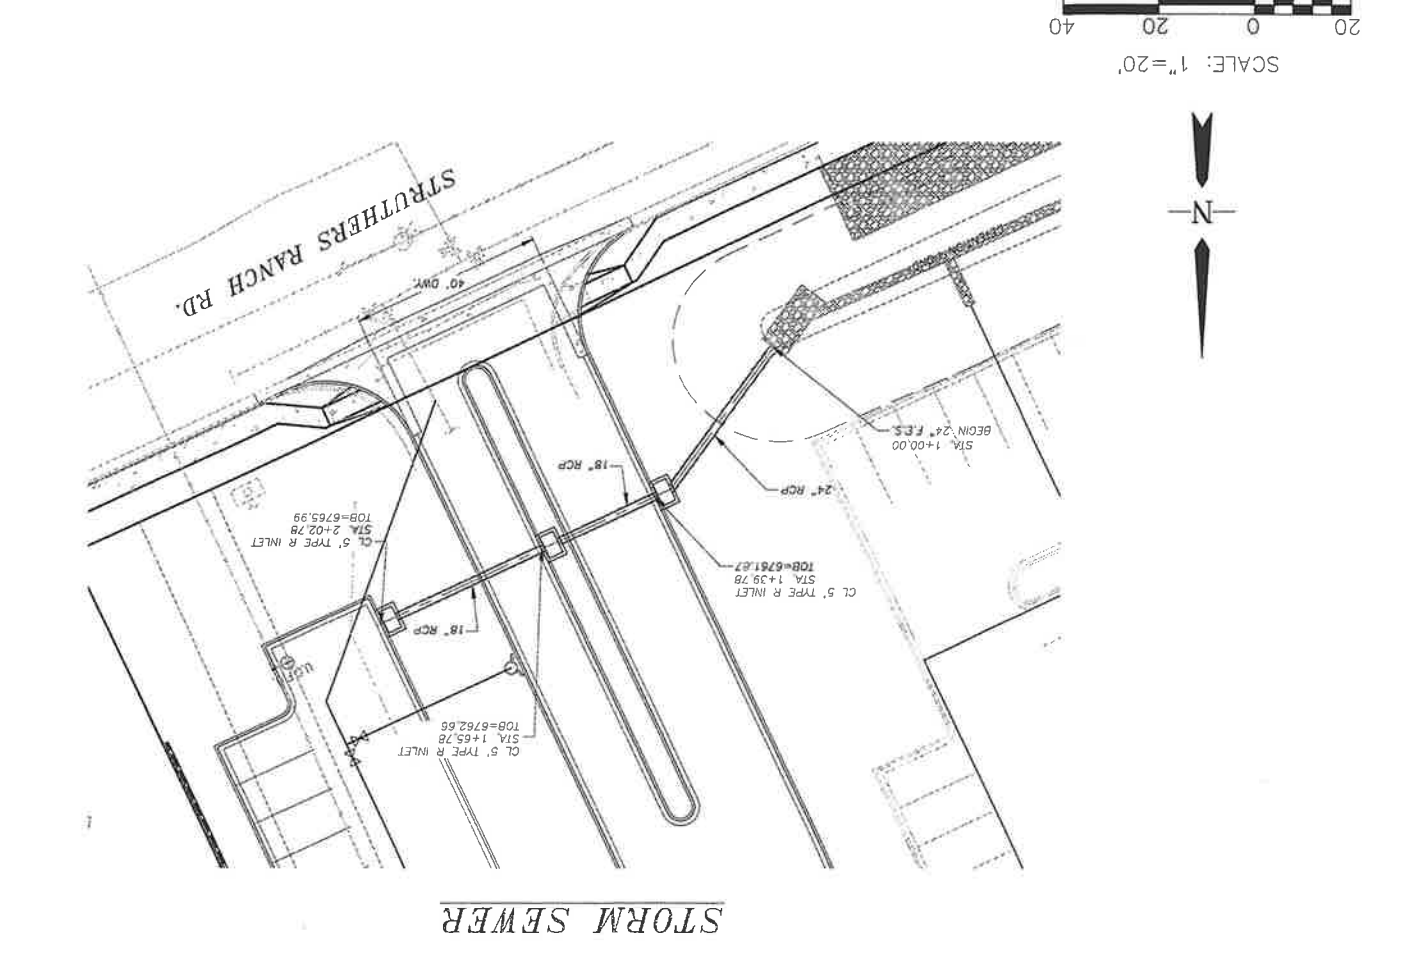 STORM SEWER
CL 5' TYPE R INLET
STA. 1+65.78
TOB=6762.66
U.G.E.
18" RCP
CL 5' TYPE R INLET
STA. 1+39.78
TOB=6761.67
CL 5' TYPE R INLET
STA. 2+02.78
TOB=6765.99
24" RCP
18" RCP
STA. 1+00.00
BEGIN 24" F.E.S.
40' DWY.
STRUTHERS RANCH RD.
N
SCALE: 1"=20'
20 0 20 40